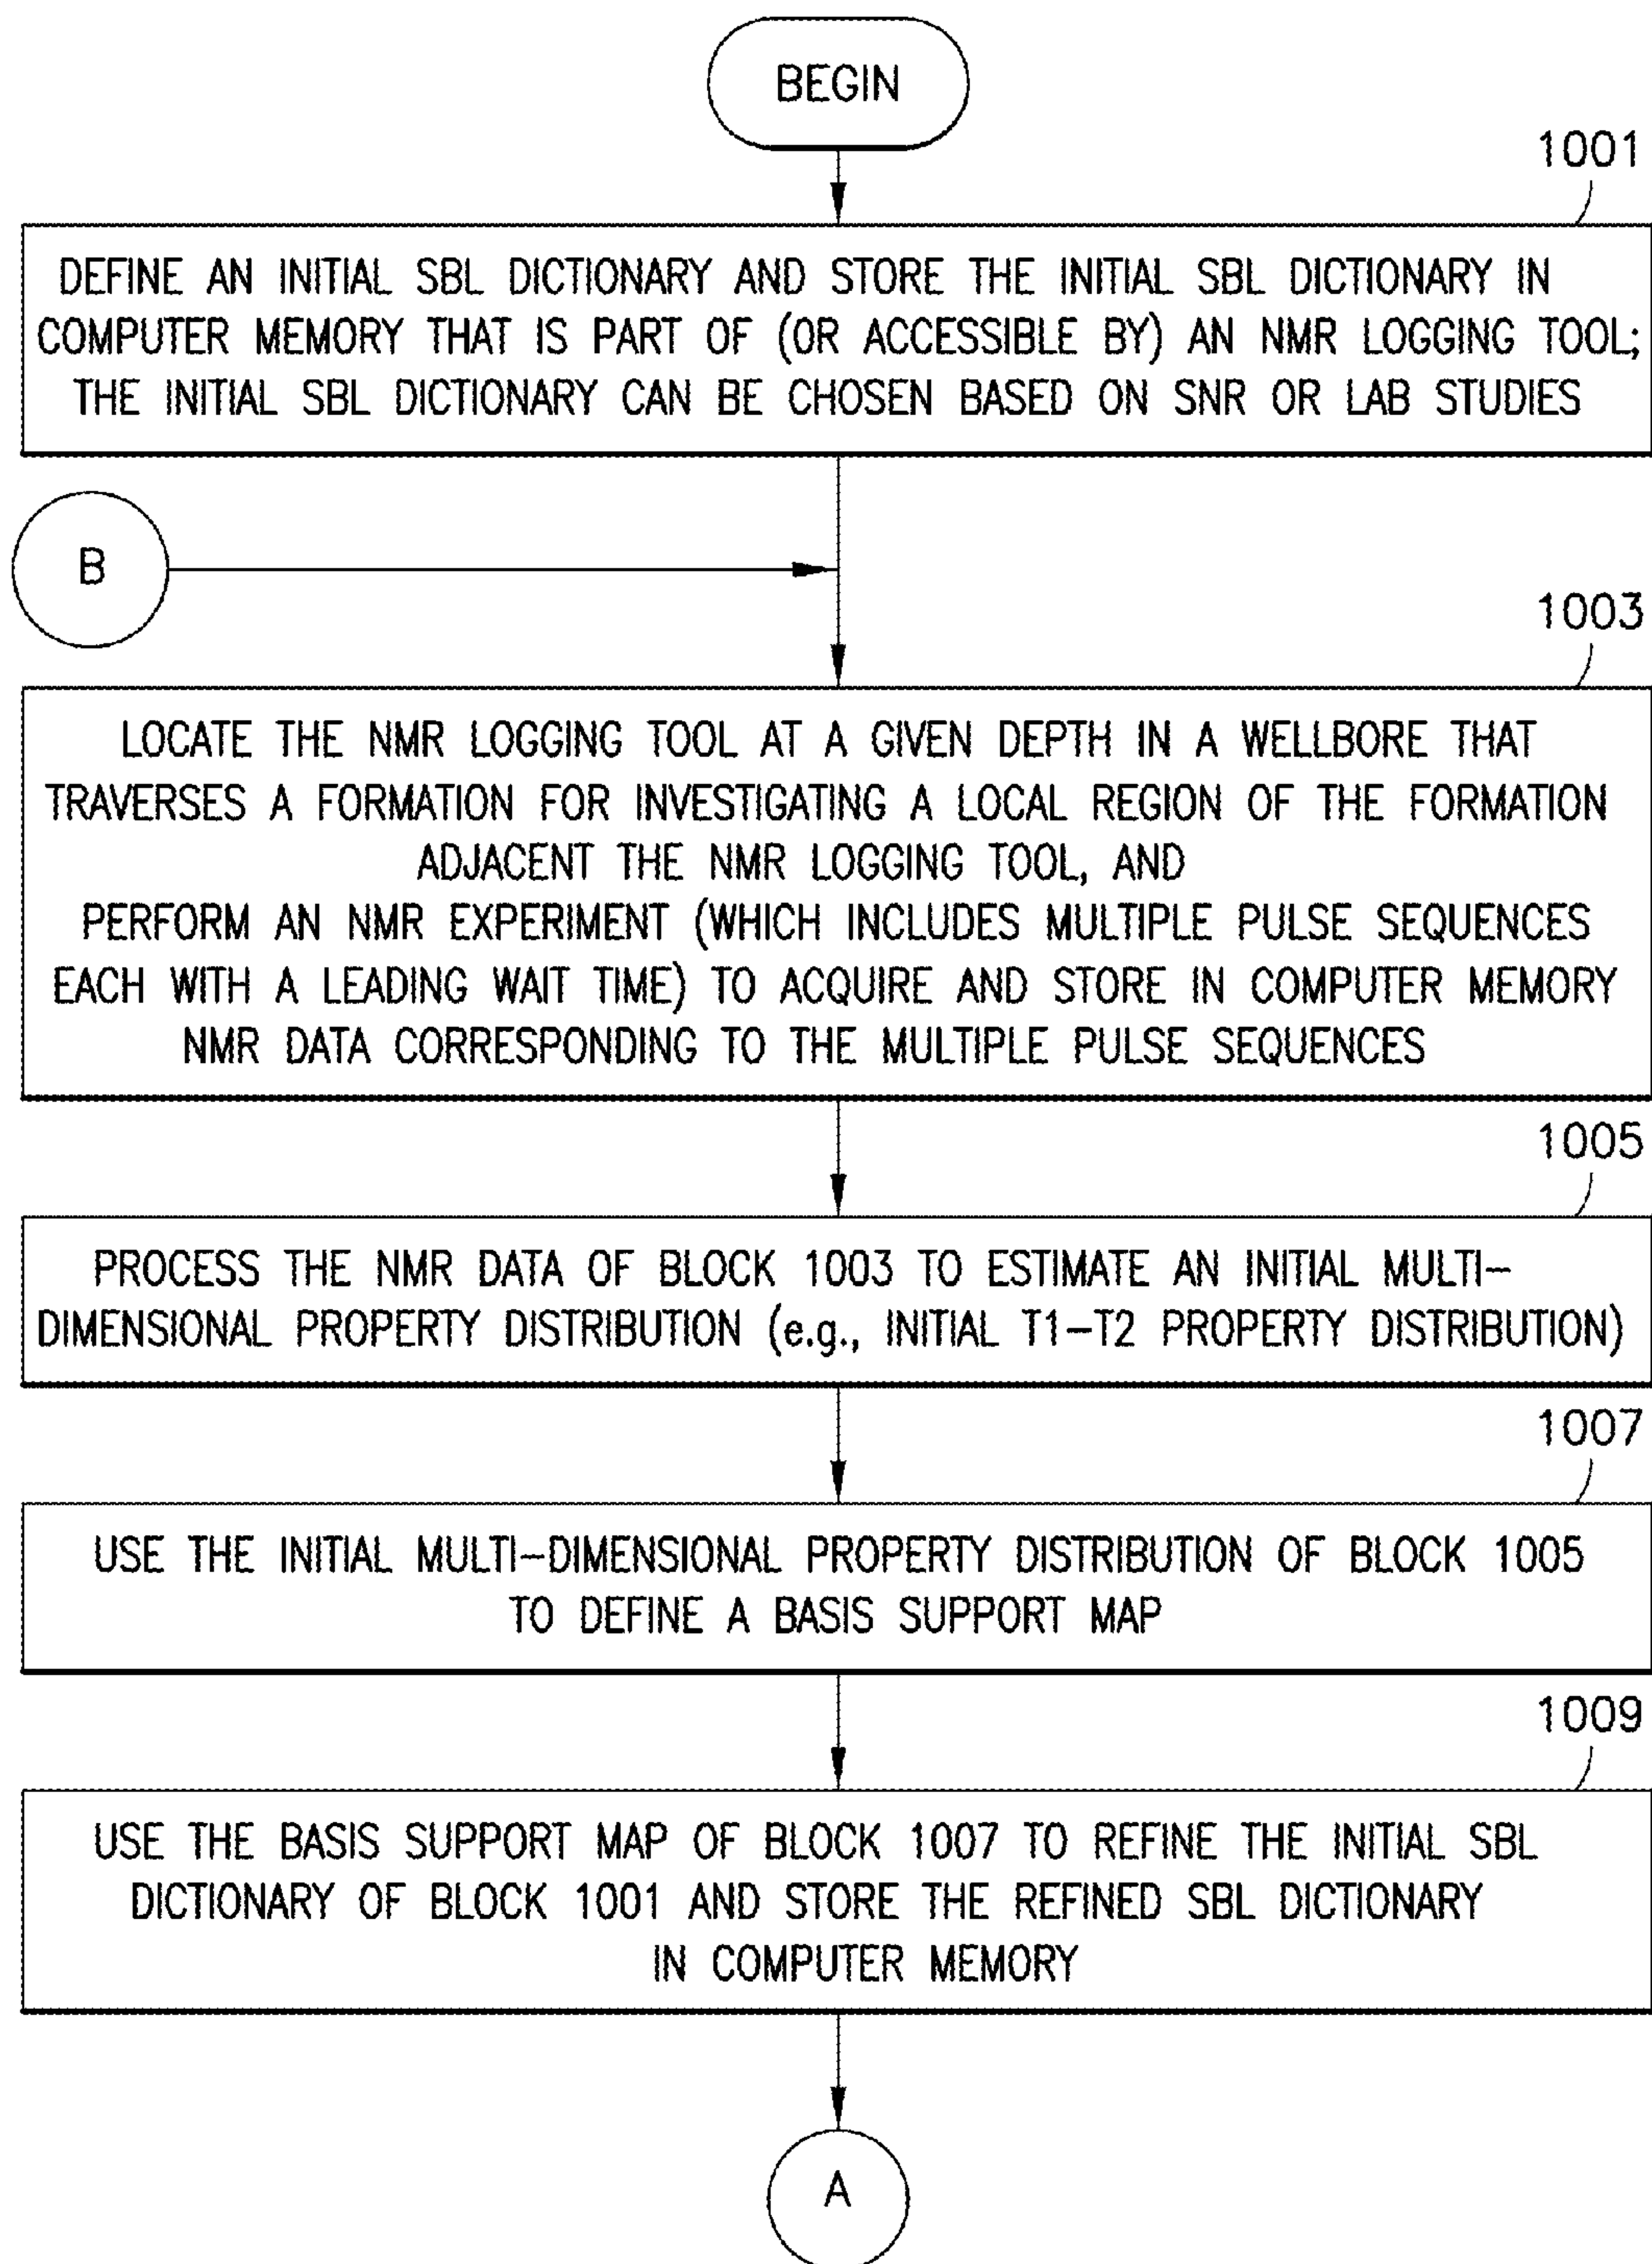 BEGIN
1001
DEFINE AN INITIAL SBL DICTIONARY AND STORE THE INITIAL SBL DICTIONARY IN
COMPUTER MEMORY THAT IS PART OF (OR ACCESSIBLE BY) AN NMR LOGGING TOOL;
THE INITIAL SBL DICTIONARY CAN BE CHOSEN BASED ON SNR OR LAB STUDIES
B
1003
LOCATE THE NMR LOGGING TOOL AT A GIVEN DEPTH IN A WELLBORE THAT
TRAVERSES A FORMATION FOR INVESTIGATING A LOCAL REGION OF THE FORMATION
ADJACENT THE NMR LOGGING TOOL, AND
PERFORM AN NMR EXPERIMENT (WHICH INCLUDES MULTIPLE PULSE SEQUENCES
EACH WITH A LEADING WAIT TIME) TO ACQUIRE AND STORE IN COMPUTER MEMORY
NMR DATA CORRESPONDING TO THE MULTIPLE PULSE SEQUENCES
1005
PROCESS THE NMR DATA OF BLOCK 1003 TO ESTIMATE AN INITIAL MULTI-
DIMENSIONAL PROPERTY DISTRIBUTION (e.g., INITIAL T1-T2 PROPERTY DISTRIBUTION)
1007
USE THE INITIAL MULTI-DIMENSIONAL PROPERTY DISTRIBUTION OF BLOCK 1005
TO DEFINE A BASIS SUPPORT MAP
1009
USE THE BASIS SUPPORT MAP OF BLOCK 1007 TO REFINE THE INITIAL SBL
DICTIONARY OF BLOCK 1001 AND STORE THE REFINED SBL DICTIONARY
IN COMPUTER MEMORY
A